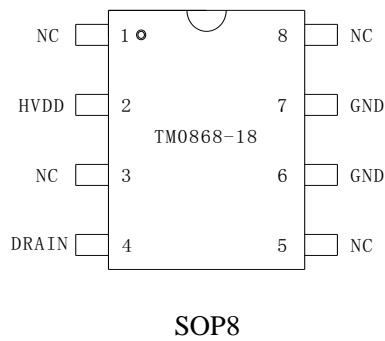 NC 1 8 NC
HVDD 2 7 GND
TM0868-18
NC 3 6 GND
DRAIN 4 5 NC
SOP8